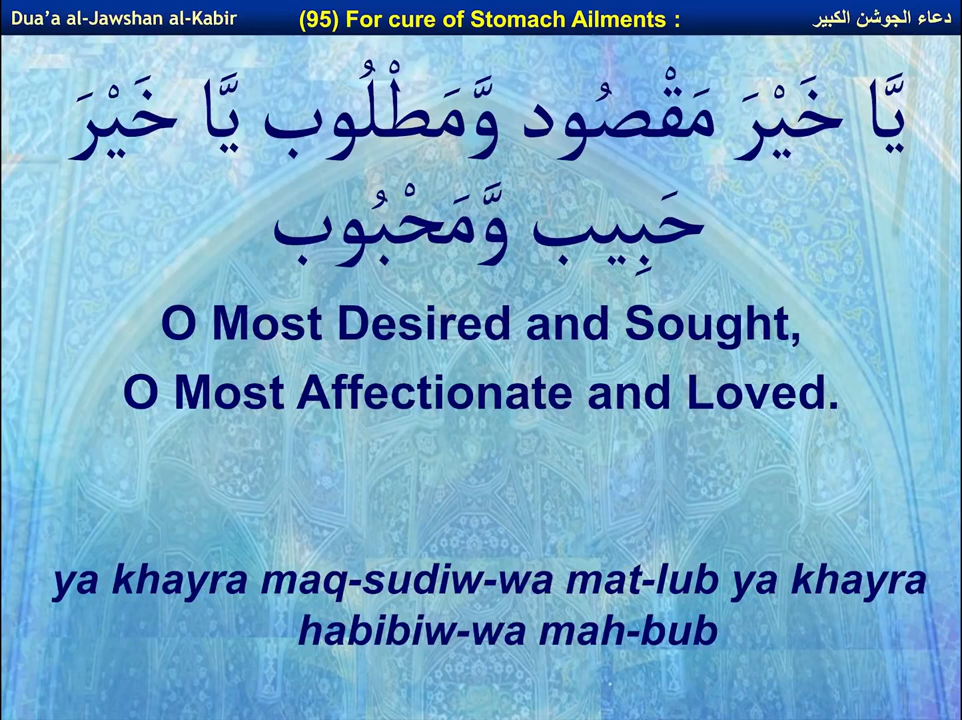 Dua'a al-Jawshan al-Kabir
(95) For cure of Stomach Ailments :
دعاء الجوشن الكبير
يَّا خَيْرَ مَقْصُود وَّمَطْلُوب يَّا خَيْرَ
حَبِيب وَّمَحْبُوب
O Most Desired and Sought,
O Most Affectionate and Loved.
ya khayra maq-sudiw-wa mat-lub ya khayra
habibiw-wa mah-bub